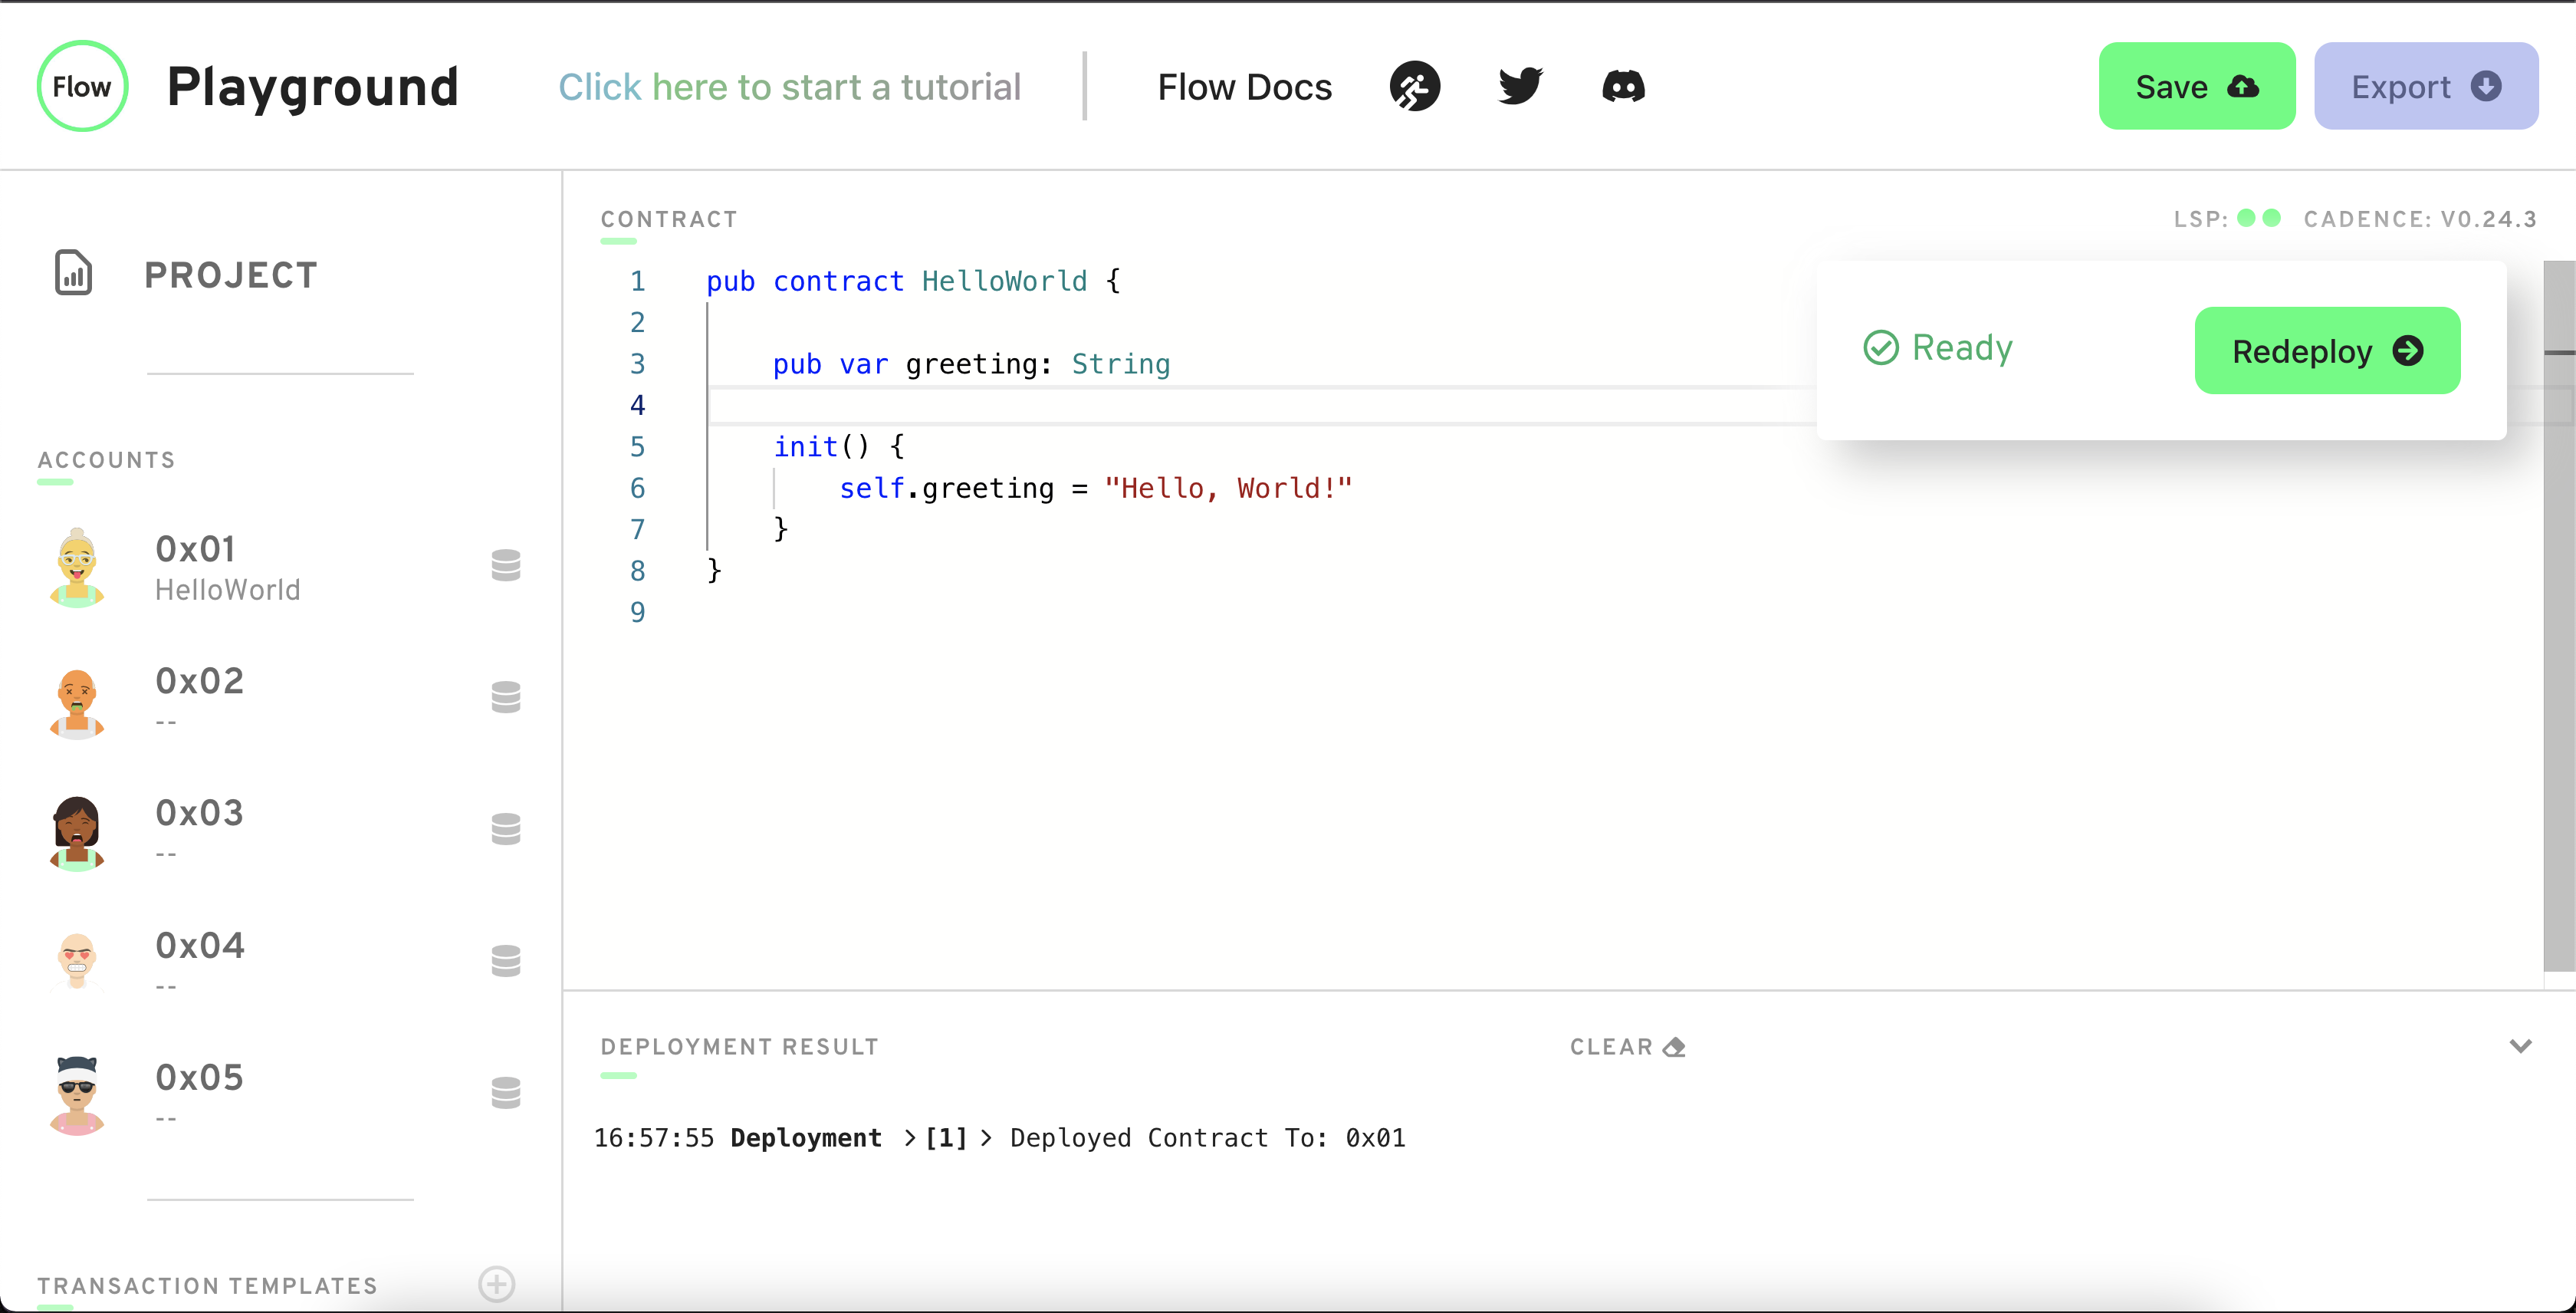 Flow Playground Click here to start a tutorial Flow Docs Save Export
PROJECT
ACCOUNTS
0x01
HelloWorld
0x02
--
0x03
--
0x04
--
0x05
--
TRANSACTION TEMPLATES
CONTRACT LSP: CADENCE: V0.24.3
Ready Redeploy
1 pub contract HelloWorld {
2
3 pub var greeting: String
4
5 init() {
6 self.greeting = "Hello, World!"
7 }
8 }
9
DEPLOYMENT RESULT CLEAR
16:57:55 Deployment >[1]> Deployed Contract To: 0x01